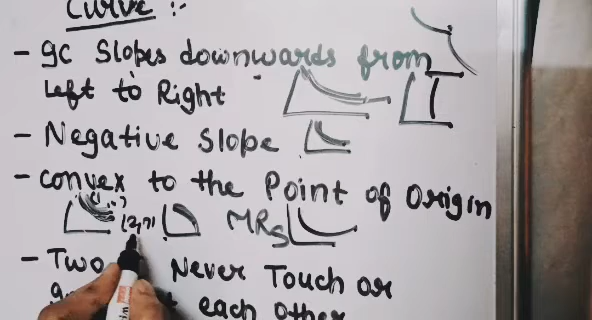 Curve :-
- gc Slopes downwards from
Left to Right
- Negative Slope
- Convex to the Point of Origin
MRS
- Two Never Touch or
each other